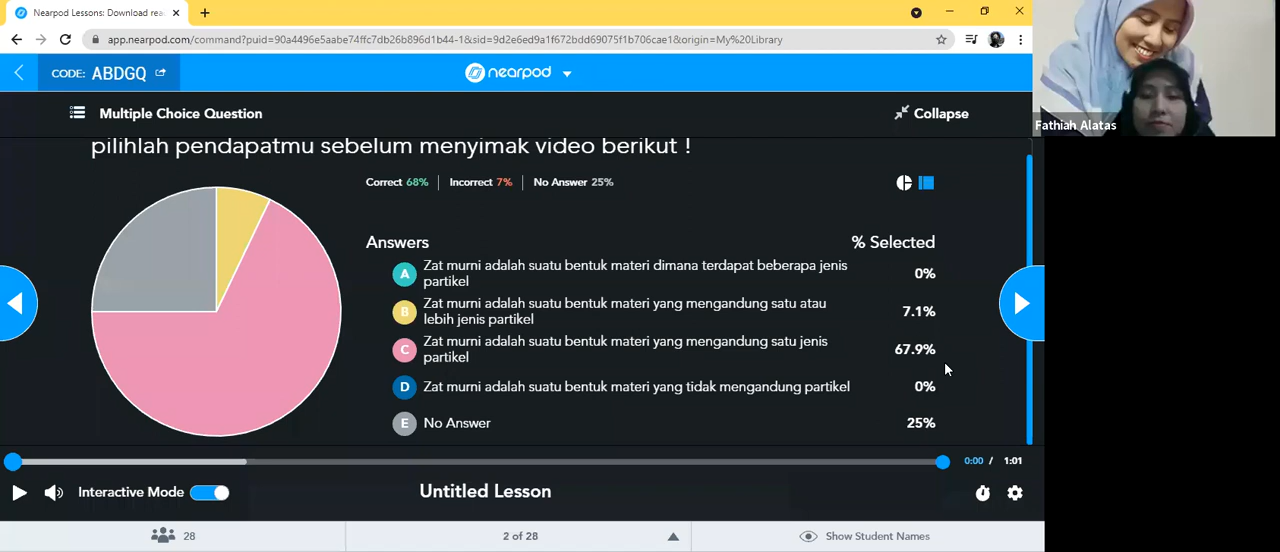 Nearpod Lessons: Download rea
app.nearpod.com/command?puid=90a4496e5aabe74ffc7db26b896d1b44-1&sid=9d2e6ed9a1f672bdd69075f1b706cae1&origin=My%20Library
CODE: ABDGQ
nearpod
Multiple Choice Question
Collapse
Fathiah Alatas
pilihlah pendapatmu sebelum menyimak video berikut !
Correct 68% Incorrect 7% No Answer 25%
Answers % Selected
A Zat murni adalah suatu bentuk materi dimana terdapat beberapa jenis
partikel
0%
B Zat murni adalah suatu bentuk materi yang mengandung satu atau
lebih jenis partikel
7.1%
C Zat murni adalah suatu bentuk materi yang mengandung satu jenis
partikel
67.9%
D Zat murni adalah suatu bentuk materi yang tidak mengandung partikel 0%
E No Answer 25%
0:00 / 1:01
Interactive Mode
Untitled Lesson
28
2 of 28
Show Student Names